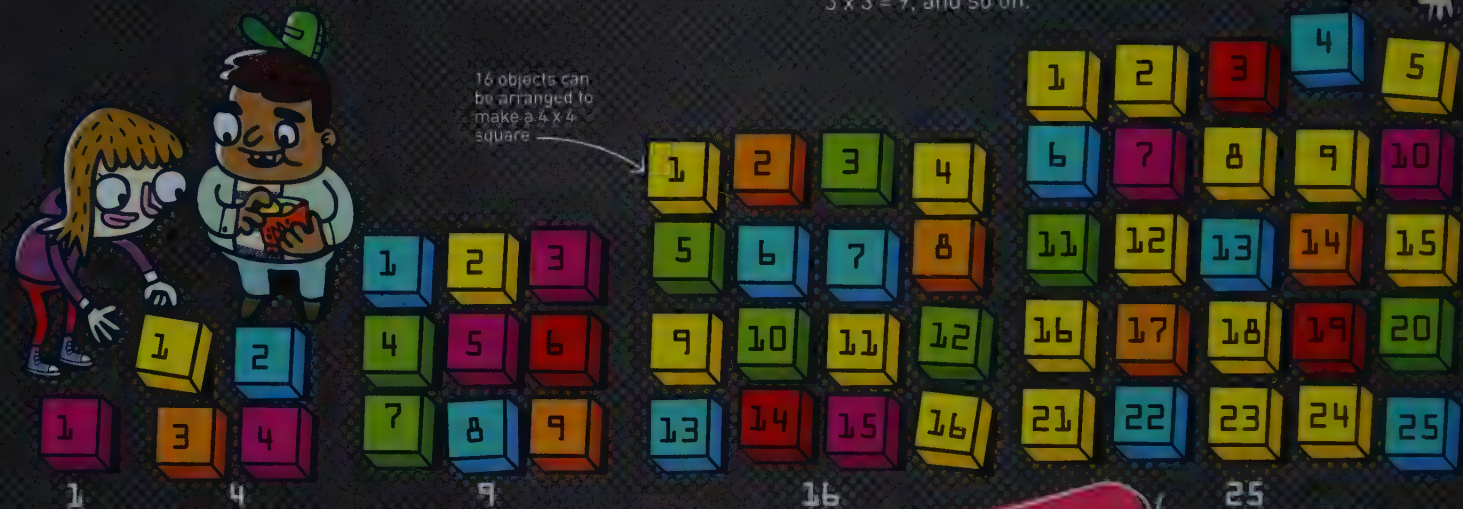 3 x 3 = 9, and so on.
16 objects can
be arranged to
make a 4 x 4
square
1
1 2
3 4
1 2 3
4 5 6
7 8 9
1 2 3 4
5 6 7 8
9 10 11 12
13 14 15 16
1 2 3 4 5
6 7 8 9 10
11 12 13 14 15
16 17 18 19 20
21 22 23 24 25
1 4 9 16 25